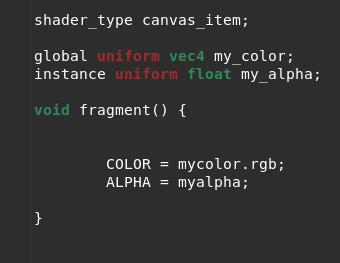 shader_type canvas_item;
global uniform vec4 my_color;
instance uniform float my_alpha;
void fragment() {
COLOR = mycolor.rgb;
ALPHA = myalpha;
}